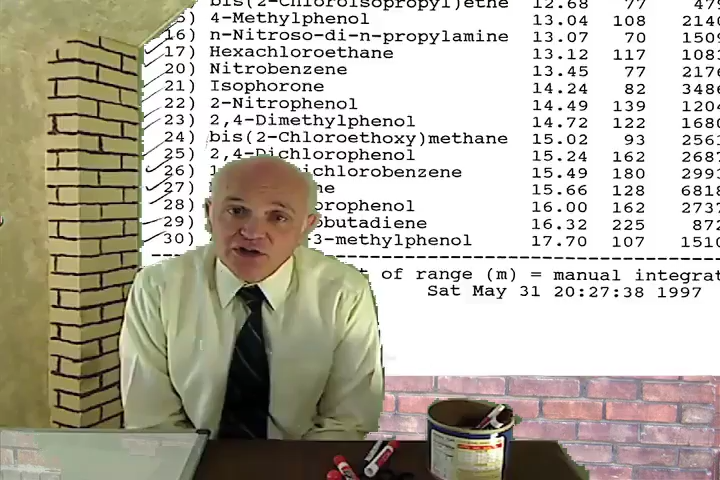 bis(2-Chloroisopropyl)ethe 12.68 77 479
15) 4-Methylphenol 13.04 108 2140
16) n-Nitroso-di-n-propylamine 13.07 70 1509
17) Hexachloroethane 13.12 117 1081
20) Nitrobenzene 13.45 77 2176
21) Isophorone 14.24 82 3486
22) 2-Nitrophenol 14.49 139 1204
23) 2,4-Dimethylphenol 14.72 122 1680
24) bis(2-Chloroethoxy)methane 15.02 93 2561
25) 2,4-Dichlorophenol 15.24 162 2687
26) 1 ichlorobenzene 15.49 180 2993
27) ne 15.66 128 6818
28) orophenol 16.00 162 2737
29) obutadiene 16.32 225 872
30) -3-methylphenol 17.70 107 1510
t of range (m) = manual integrat
Sat May 31 20:27:38 1997